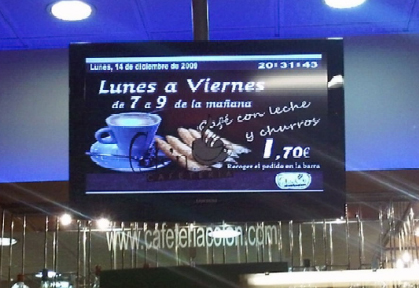 Lunes, 14 de diciembre de 2009 20:31:43
Lunes a Viernes
de 7 a 9 de la mañana
Café con leche
y churros
1,70€
Recoger el pedido en la barra
www.cafeteriacolon.com